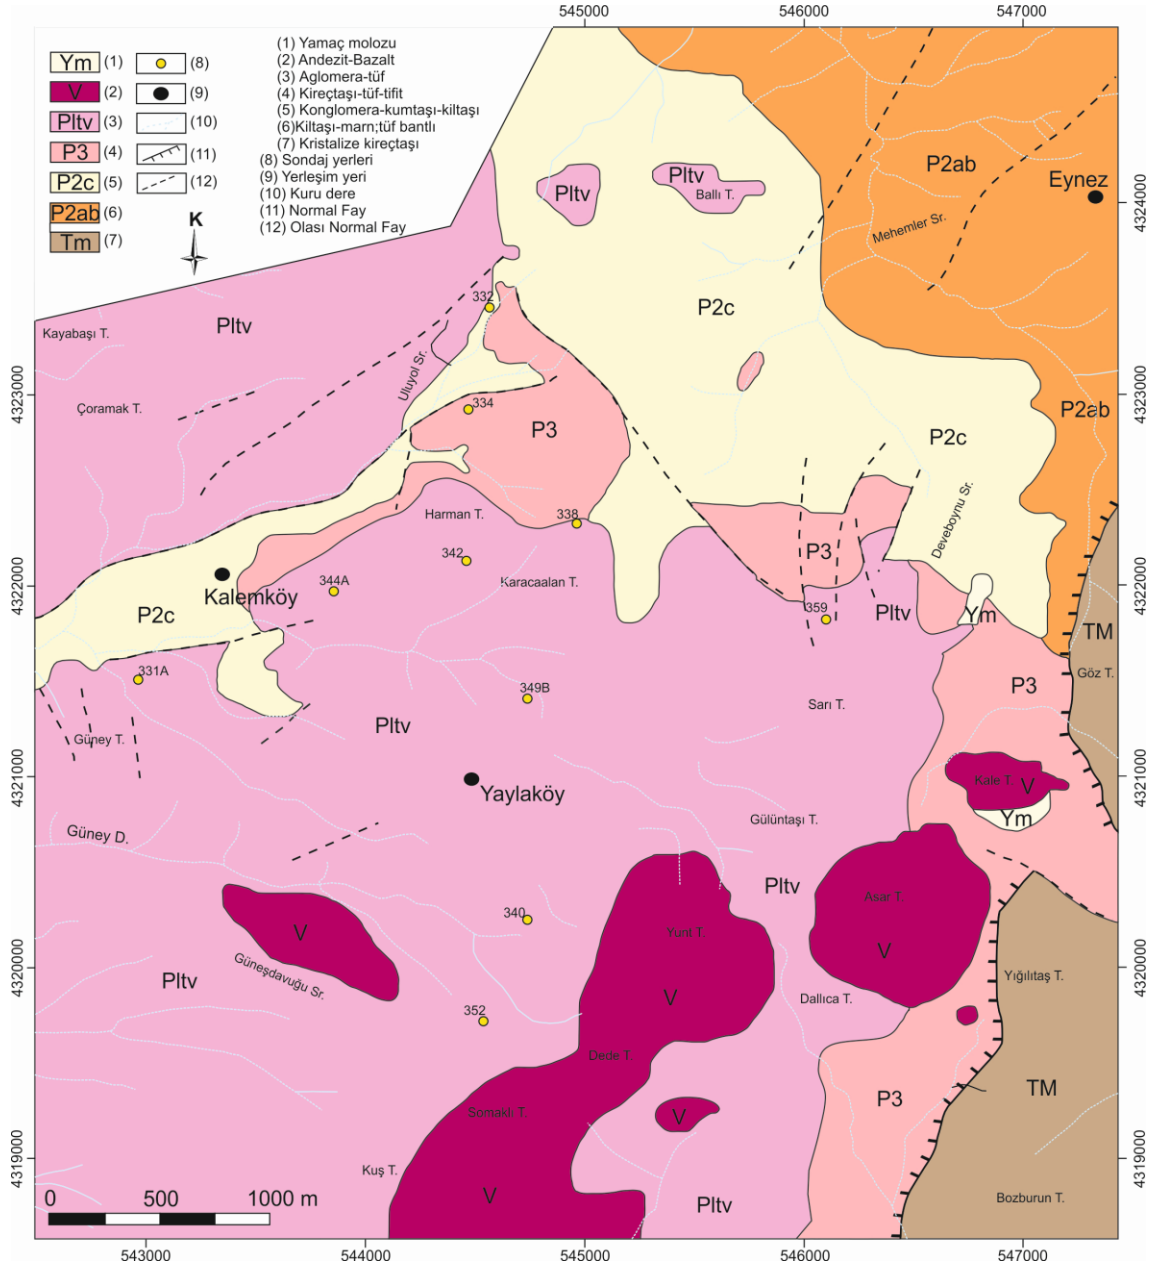 545000 546000 547000
Ym (1)
V (2)
Pltv (3)
P3 (4)
P2c (5)
P2ab (6)
Tm (7)
(8)
(9)
(10)
(11)
(12)
(1) Yamaç molozu
(2) Andezit-Bazalt
(3) Aglomera-tüf
(4) Kireçtaşı-tüf-tifit
(5) Konglomera-kumtaşı-kiltaşı
(6)Kiltaşı-marn;tüf bantlı
(7) Kristalize kireçtaşı
(8) Sondaj yerleri
(9) Yerleşim yeri
(10) Kuru dere
(11) Normal Fay
(12) Olası Normal Fay
K
P2ab
Eynez
Pltv
Pltv
Ballı T.
4324000
Mehemler Sr.
332
P2c
Pltv
Kayabaşı T.
Uluyol Sr.
4323000
4323000
Çoramak T.
334
P3
P2ab
P2c
Harman T.
338
Deveboynu Sr.
342
P3
344A
Karacaalan T.
4322000
4322000
Kalemköy
359
Pltv
Ym
P2c
TM
331A
Göz T.
349B
P3
Sarı T.
Pltv
Güney T.
4321000
4321000
Kale T.
V
Yaylaköy
Ym
Gülüntaşı T.
Güney D.
Pltv
Asar T.
340
V
Yunt T.
V
4320000
4320000
Güneşdavuğu Sr.
Pltv
Yığılıtaş T.
V
Dallıca T.
352
Dede T.
TM
P3
Somaklı T.
V
4319000
4319000
Kuş T.
V
Pltv
Bozburun T.
0 500 1000 m
543000 544000 545000 546000 547000